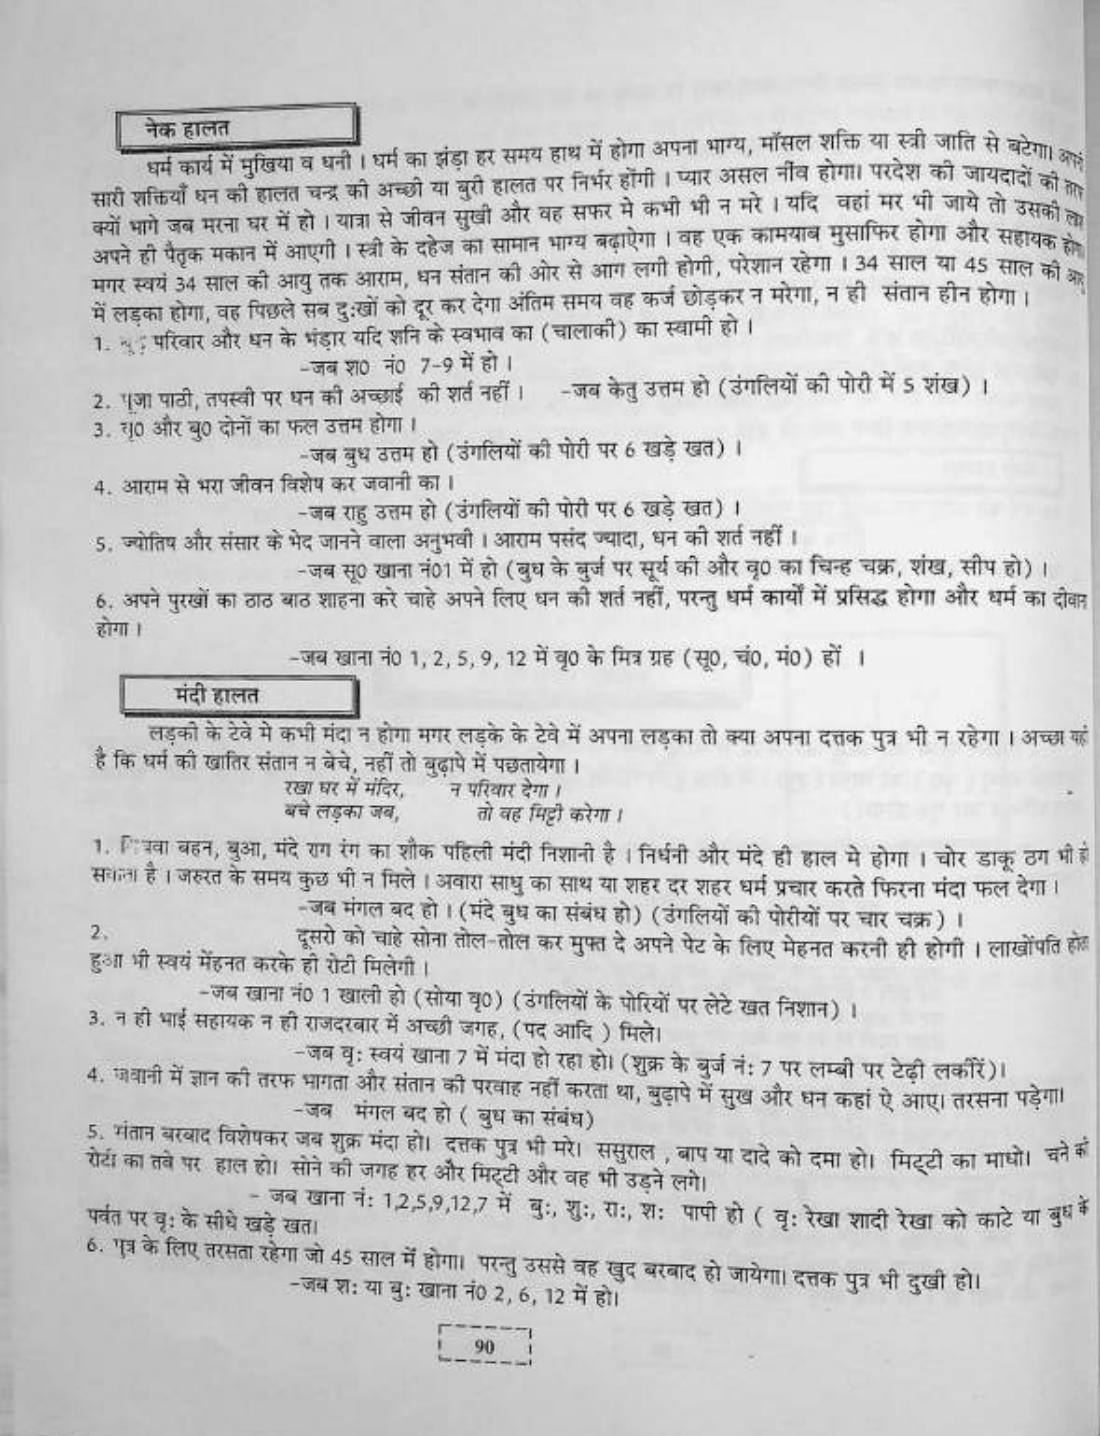 नेक हालत
धर्म कार्य में मुखिया व धनी । धर्म का झंड़ा हर समय हाथ में होगा अपना भाग्य, माँसल शक्ति या स्त्री जाति से बटेगा।
सारी शक्तियाँ धन की हालत चन्द्र की अच्छी या बुरी हालत पर निर्भर होंगी । प्यार असल नींव होगा। परदेश की जायदादों की तरफ
क्यों भागे जब मरना घर में हो । यात्रा से जीवन सुखी और वह सफर मे कभी भी न मरे । यदि वहां मर भी जाये तो उसकी
अपने ही पैतृक मकान में आएगी । स्त्री के दहेज का सामान भाग्य बढ़ाऐगा । वह एक कामयाब मुसाफिर होगा और सहायक होगा
मगर स्वयं 34 साल की आयु तक आराम, धन संतान की ओर से आग लगी होगी, परेशान रहेगा । 34 साल या 45 साल की आयु
में लड़का होगा, वह पिछले सब दुःखों को दूर कर देगा अंतिम समय वह कर्ज छोड़कर न मरेगा, न ही संतान हीन होगा ।
1. परिवार और धन के भंड़ार यदि शनि के स्वभाव का (चालाकी) का स्वामी हो ।
-जब श0 नं0 7-9 में हो ।
2. पूजा पाठी, तपस्वी पर धन की अच्छाई की शर्त नहीं । -जब केतु उत्तम हो (उंगलियों की पोरी में 5 शंख) ।
3. वृ0 और बु0 दोनों का फल उत्तम होगा ।
-जब बुध उत्तम हो (उंगलियों की पोरी पर 6 खड़े खत) ।
4. आराम से भरा जीवन विशेष कर जवानी का ।
-जब राहु उत्तम हो (उंगलियों की पोरी पर 6 खड़े खत) ।
5. ज्योतिष और संसार के भेद जानने वाला अनुभवी । आराम पसंद ज्यादा, धन की शर्त नहीं ।
-जब सू0 खाना नं01 में हो (बुध के बुर्ज पर सूर्य की और वृ0 का चिन्ह चक्र, शंख, सीप हो) ।
6. अपने पुरखों का ठाठ बाठ शाहना करे चाहे अपने लिए धन की शर्त नहीं, परन्तु धर्म कार्यों में प्रसिद्ध होगा और धर्म का दीवान
होगा ।
-जब खाना नं0 1, 2, 5, 9, 12 में वृ0 के मित्र ग्रह (सू0, चं0, मं0) हों ।
मंदी हालत
लड़की के टेवे मे कभी मंदा न होगा मगर लड़के के टेवे में अपना लड़का तो क्या अपना दत्तक पुत्र भी न रहेगा । अच्छा यही
है कि धर्म की खातिर संतान न बेचे, नहीं तो बुढ़ापे में पछतायेगा ।
रखा घर में मंदिर, न परिवार देगा ।
बचे लड़का जब, तो वह मिट्टी करेगा ।
1. विधवा बहन, बुआ, मंदे राग रंग का शौक पहिली मंदी निशानी है । निर्धनी और मंदे ही हाल मे होगा । चोर डाकू ठग भी हो
सकता है । जरुरत के समय कुछ भी न मिले । अवारा साधु का साथ या शहर दर शहर धर्म प्रचार करते फिरना मंदा फल देगा ।
-जब मंगल बद हो । (मंदे बुध का संबंध हो) (उंगलियों की पोरीयों पर चार चक्र) ।
2. दूसरो को चाहे सोना तोल-तोल कर मुफ्त दे अपने पेट के लिए मेहनत करनी ही होगी । लाखोंपति होता
हुआ भी स्वयं मेंहनत करके ही रोटी मिलेगी ।
-जब खाना नं0 1 खाली हो (सोया वृ0) (उंगलियों के पोरियों पर लेटे खत निशान) ।
3. न ही भाई सहायक न ही राजदरबार में अच्छी जगह, (पद आदि ) मिले।
-जब वृः स्वयं खाना 7 में मंदा हो रहा हो। (शुक्र के बुर्ज नंः 7 पर लम्बी पर टेढ़ी लकीरें)।
4. जवानी में ज्ञान की तरफ भागता और संतान की परवाह नहीं करता था, बुढ़ापे में सुख और धन कहां ऐ आए। तरसना पड़ेगा।
-जब मंगल बद हो ( बुध का संबंध)
5. संतान बरबाद विशेषकर जब शुक्र मंदा हो। दत्तक पुत्र भी मरे। ससुराल , बाप या दादे को दमा हो। मिट्टी का माधो। चने की
रोटी का तवे पर हाल हो। सोने की जगह हर और मिट्टी और वह भी उड़ने लगे।
- जब खाना नंः 1,2,5,9,12,7 में बुः, शुः, राः, शः पापी हो ( वृः रेखा शादी रेखा को काटे या बुध के
पर्वत पर वृः के सीधे खड़े खत।
6. पुत्र के लिए तरसता रहेगा जो 45 साल में होगा। परन्तु उससे वह खुद बरबाद हो जायेगा। दत्तक पुत्र भी दुखी हो।
-जब शः या बुः खाना नं0 2, 6, 12 में हो।
90